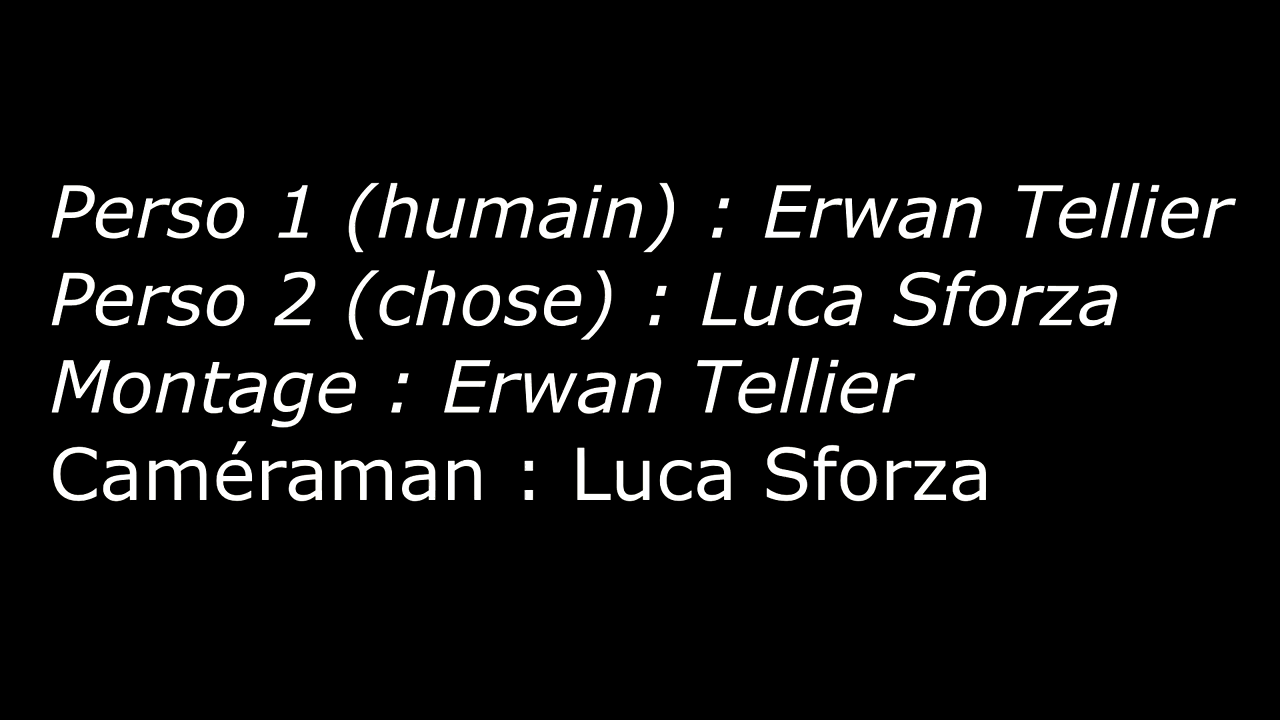 Perso 1 (humain) : Erwan Tellier
Perso 2 (chose) : Luca Sforza
Montage : Erwan Tellier
Caméraman : Luca Sforza